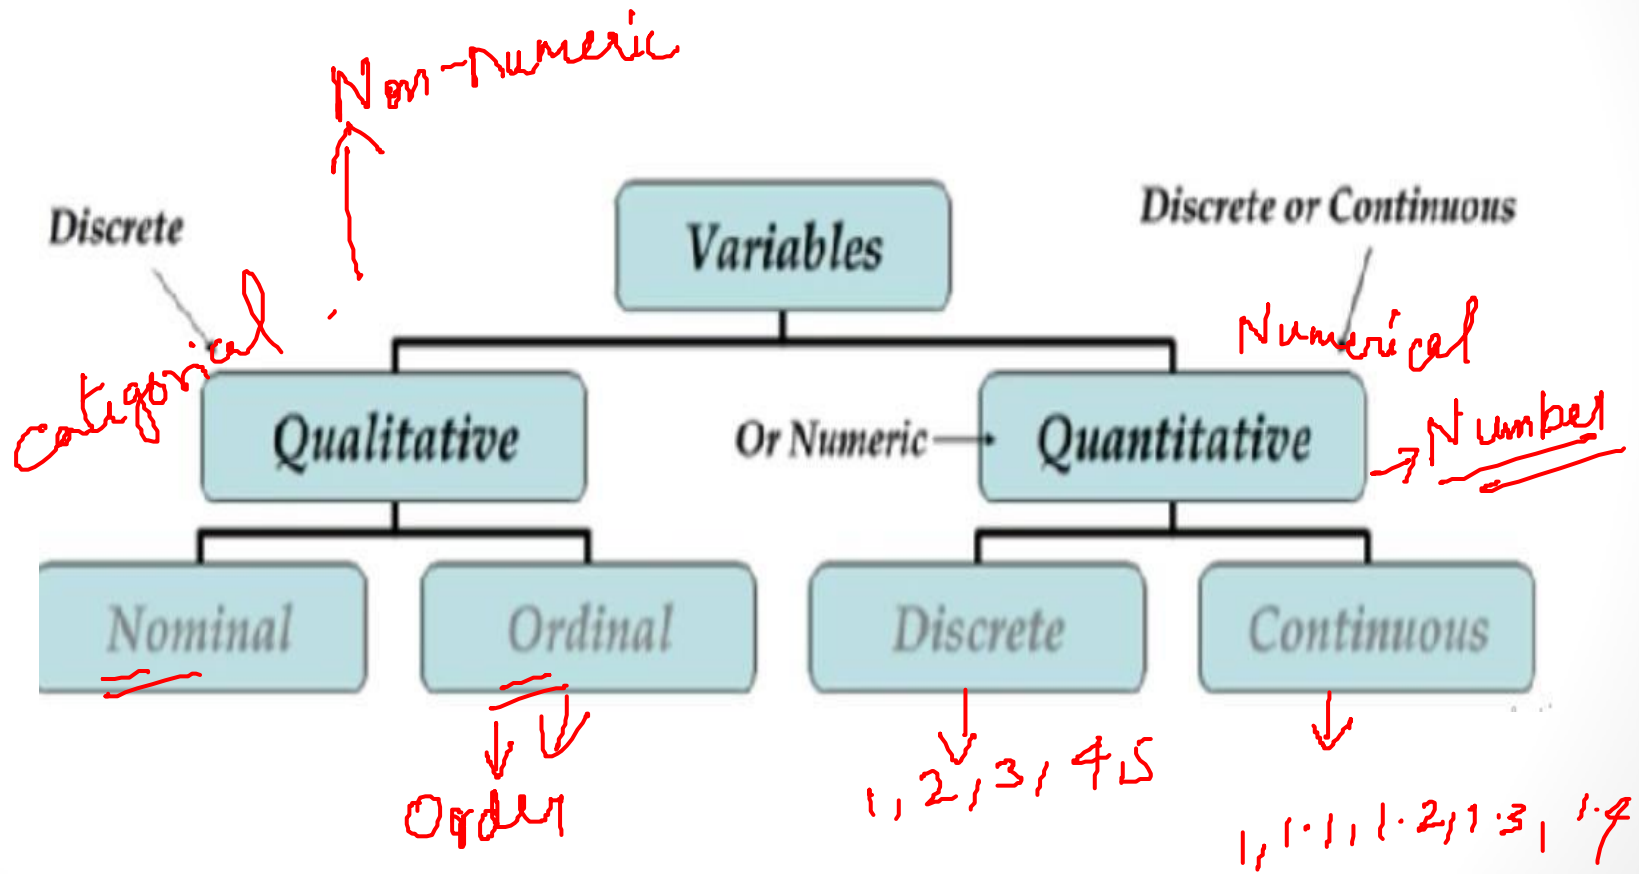 Non-numeric
Variables
Discrete
Discrete or Continuous
Categorical
Numerical
Qualitative
Or Numeric
Quantitative
Number
Nominal
Ordinal
Discrete
Continuous
Order
1, 2, 3, 4, 5
1, 1.1, 1.2, 1.3, 1.4